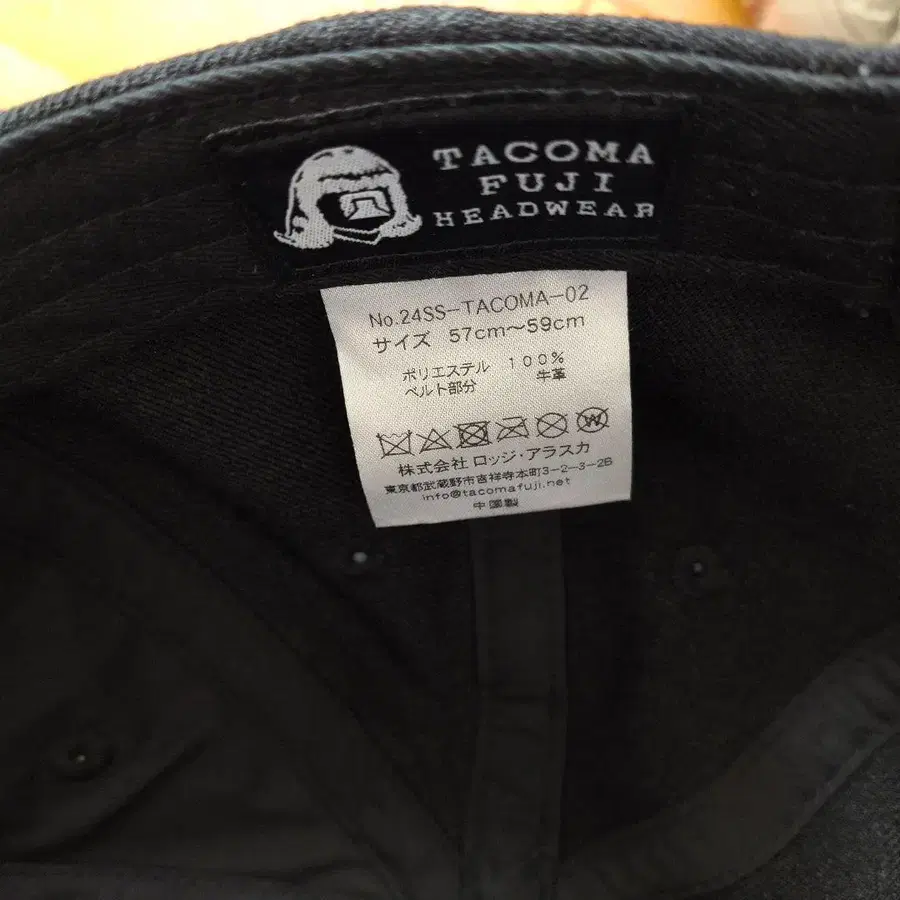 TACOMA
FUJI
HEADWEAR
No.24SS-TACOMA-02
サイズ 57cm～59cm
ポリエステル 100%
ベルト部分 牛革
W
株式会社 ロッジ・アラスカ
東京都武蔵野市吉祥寺本町3-2-3-2B
info@tacomafuji.net
中国製